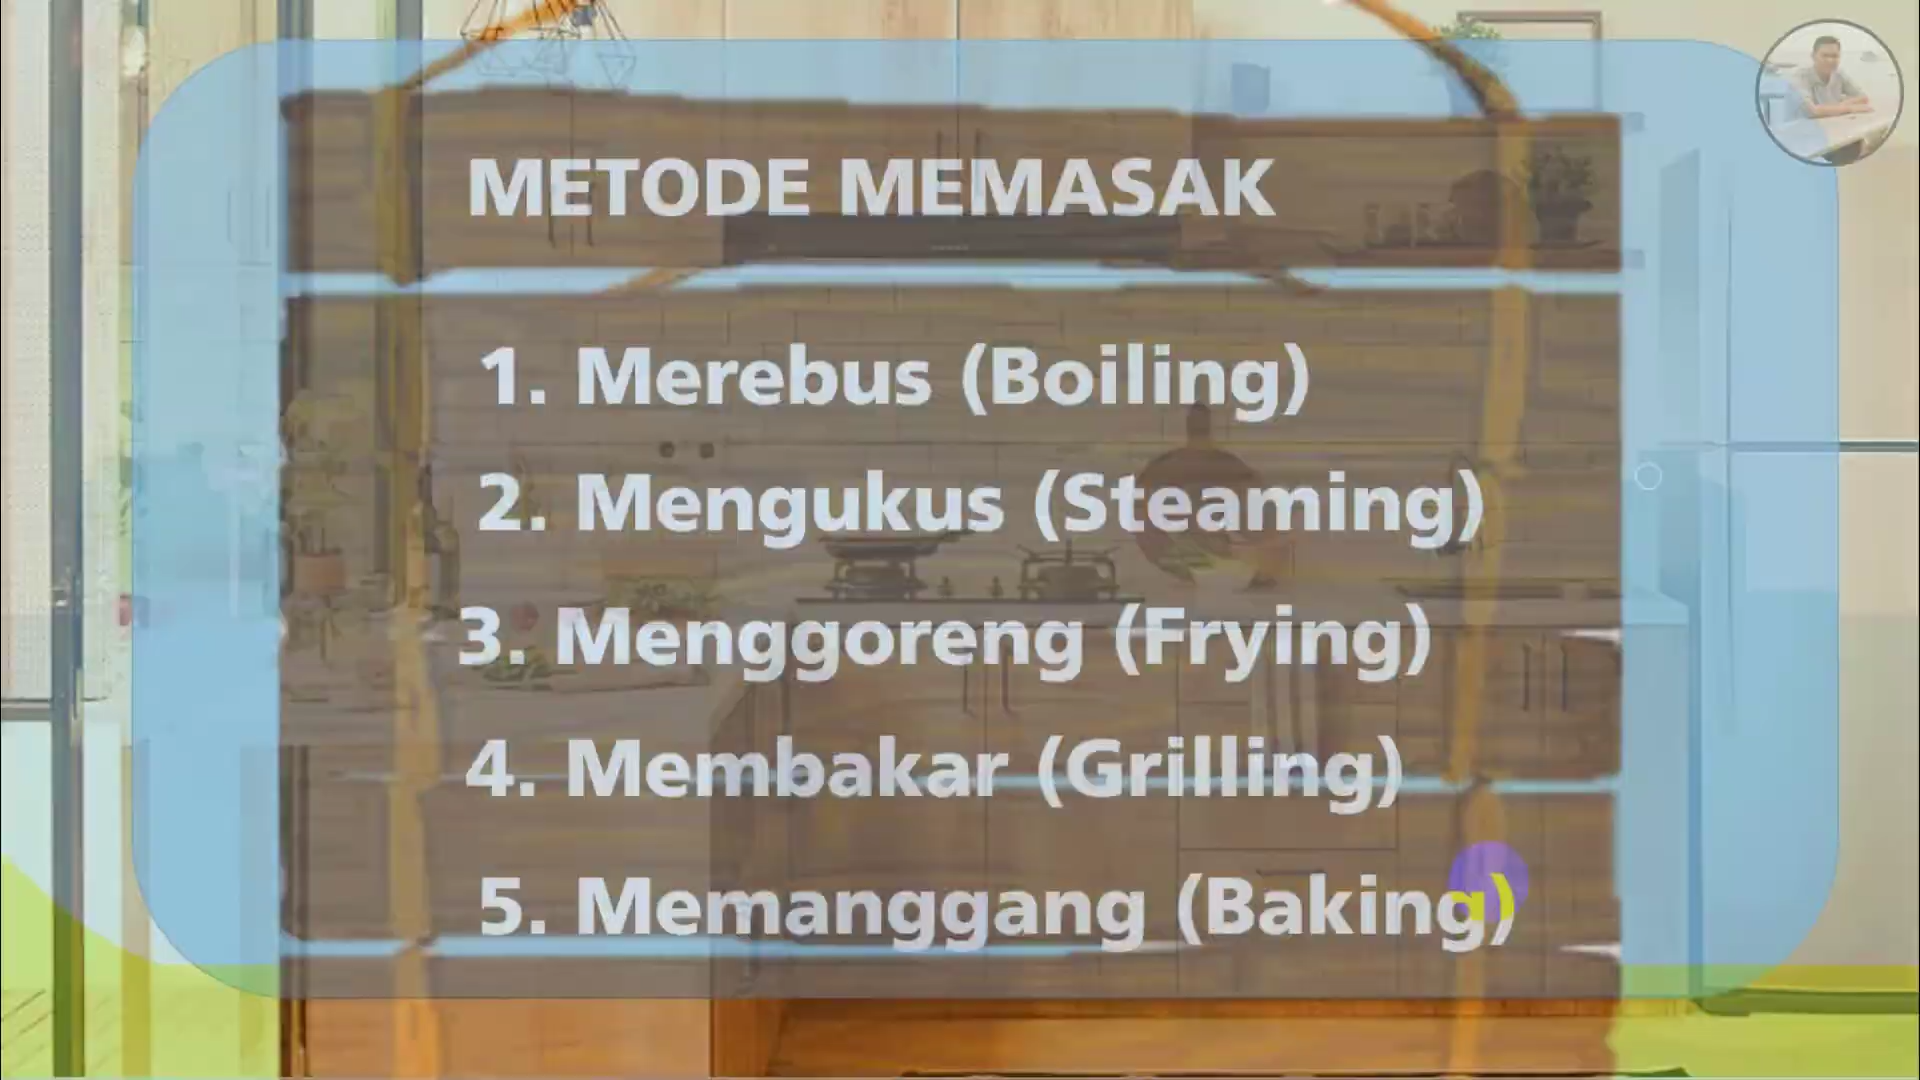 METODE MEMASAK
1. Merebus (Boiling)
2. Mengukus (Steaming)
3. Menggoreng (Frying)
4. Membakar (Grilling)
5. Memanggang (Baking)